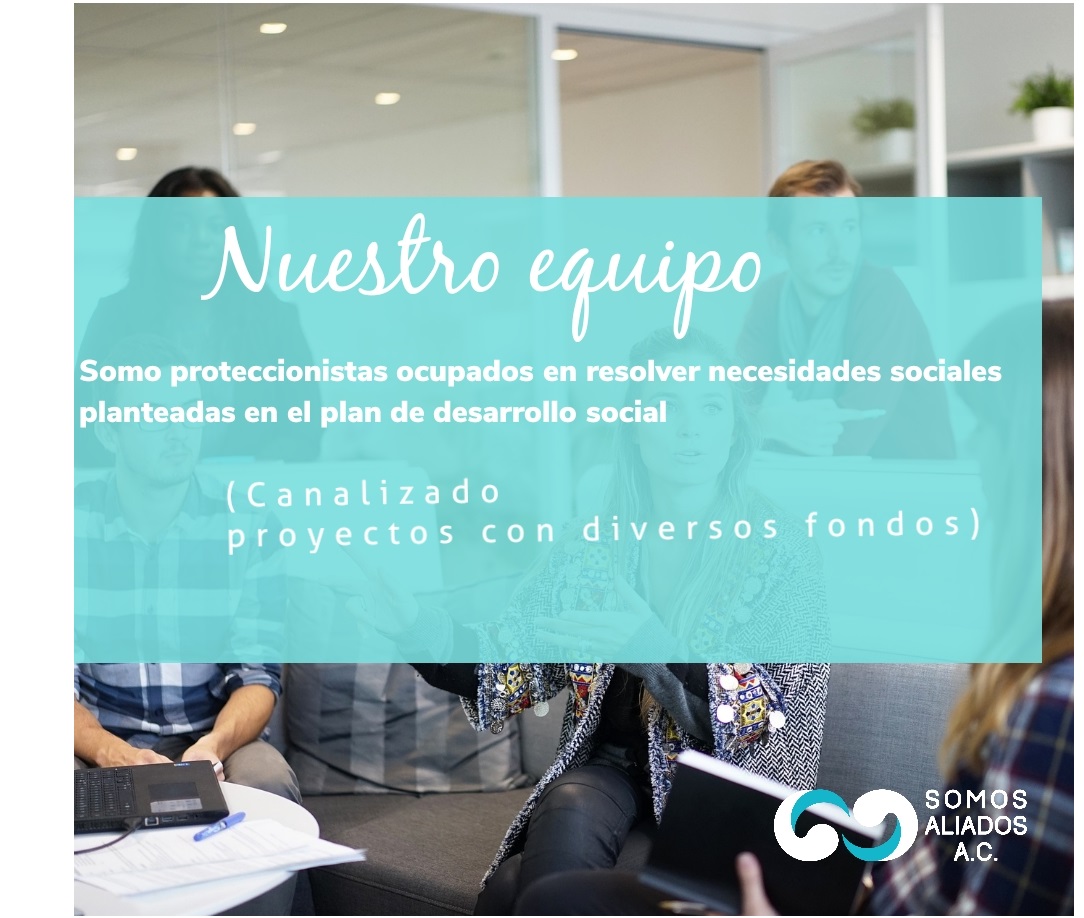 Nuestro equipo
Somo proteccionistas ocupados en resolver necesidades sociales
planteadas en el plan de desarrollo social
(Canalizado
proyectos con diversos fondos)
SOMOS
ALIADOS
A.C.